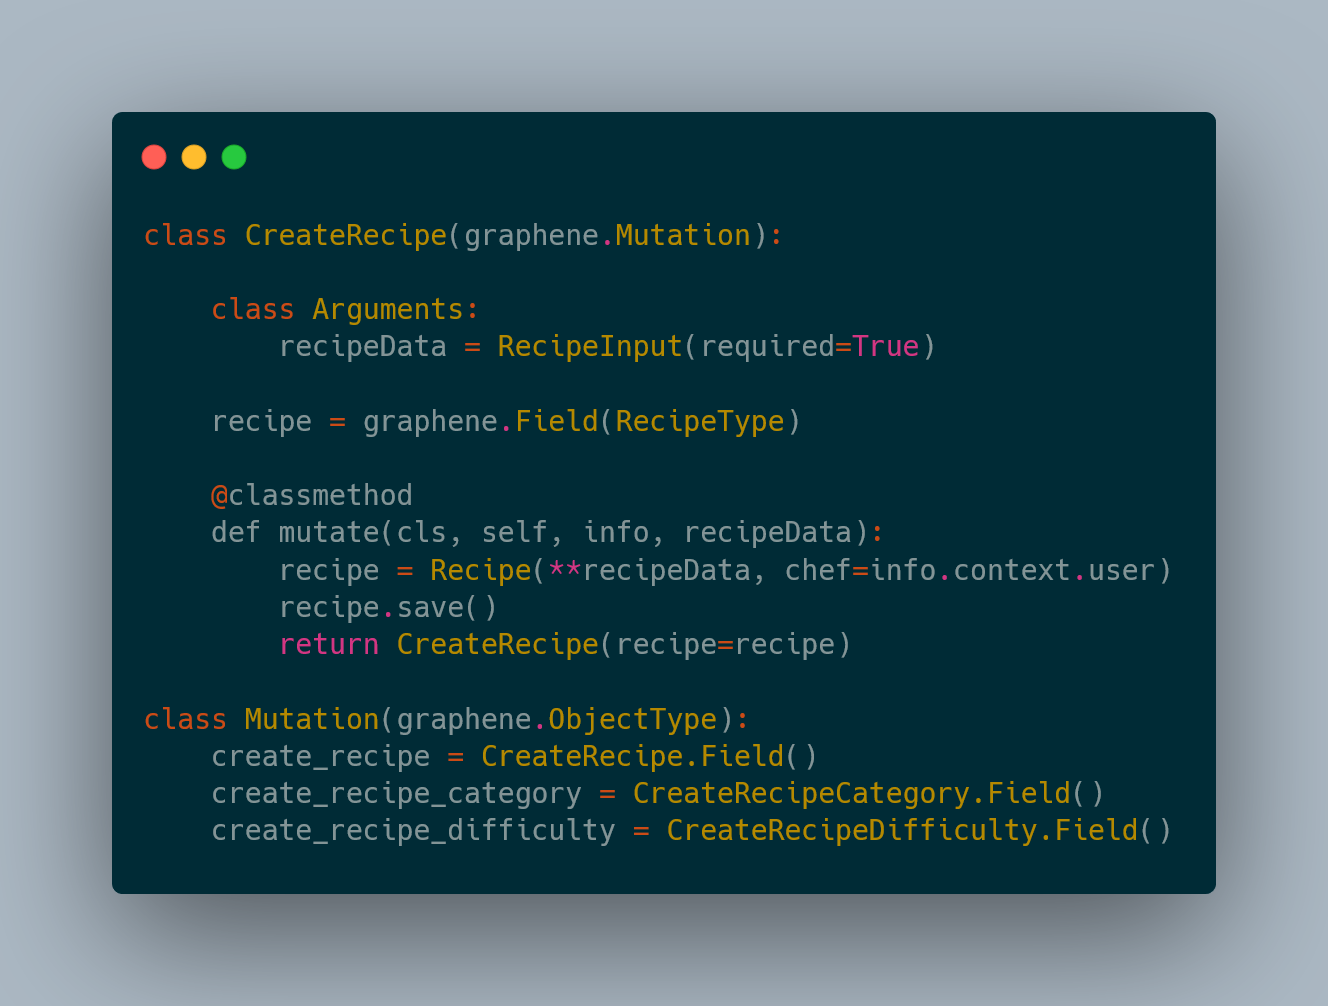 class CreateRecipe(graphene.Mutation):
    class Arguments:
        recipeData = RecipeInput(required=True)
    recipe = graphene.Field(RecipeType)
    @classmethod
    def mutate(cls, self, info, recipeData):
        recipe = Recipe(**recipeData, chef=info.context.user)
        recipe.save()
        return CreateRecipe(recipe=recipe)
class Mutation(graphene.ObjectType):
    create_recipe = CreateRecipe.Field()
    create_recipe_category = CreateRecipeCategory.Field()
    create_recipe_difficulty = CreateRecipeDifficulty.Field()